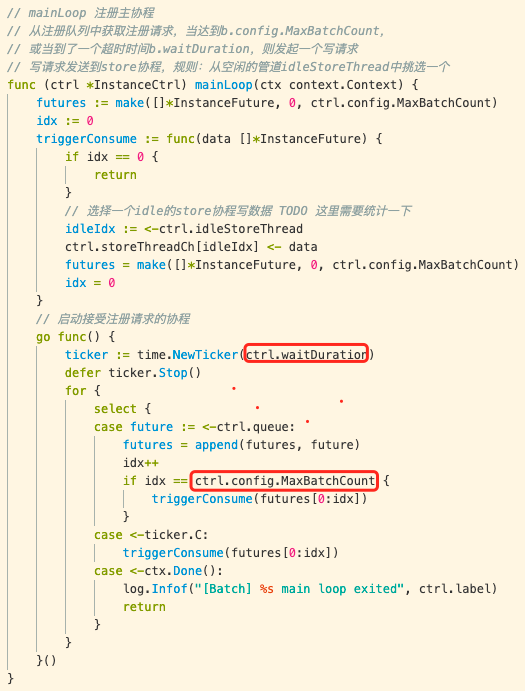 // mainLoop 注册主协程
// 从注册队列中获取注册请求，当达到b.config.MaxBatchCount,
// 或当到了一个超时时间b.waitDuration，则发起一个写请求
// 写请求发送到store协程，规则：从空闲的管道idleStoreThread中挑选一个
func (ctrl *InstanceCtrl) mainLoop(ctx context.Context) {
    futures := make([]*InstanceFuture, 0, ctrl.config.MaxBatchCount)
    idx := 0
    triggerConsume := func(data []*InstanceFuture) {
        if idx == 0 {
            return
        }
        // 选择一个idle的store协程写数据 TODO 这里需要统计一下
        idleIdx := <-ctrl.idleStoreThread
        ctrl.storeThreadCh[idleIdx] <- data
        futures = make([]*InstanceFuture, 0, ctrl.config.MaxBatchCount)
        idx = 0
    }
    // 启动接受注册请求的协程
    go func() {
        ticker := time.NewTicker(ctrl.waitDuration)
        defer ticker.Stop()
        for {
            select {
            case future := <-ctrl.queue:
                futures = append(futures, future)
                idx++
                if idx == ctrl.config.MaxBatchCount {
                    triggerConsume(futures[0:idx])
                }
            case <-ticker.C:
                triggerConsume(futures[0:idx])
            case <-ctx.Done():
                log.Infof("[Batch] %s main loop exited", ctrl.label)
                return
            }
        }
    }()
}